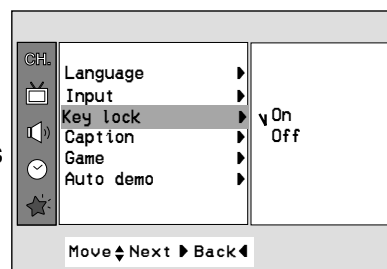 CH.
Language
Input
Key lock
Caption
Game
Auto demo
On
Off
s
Move Next Back